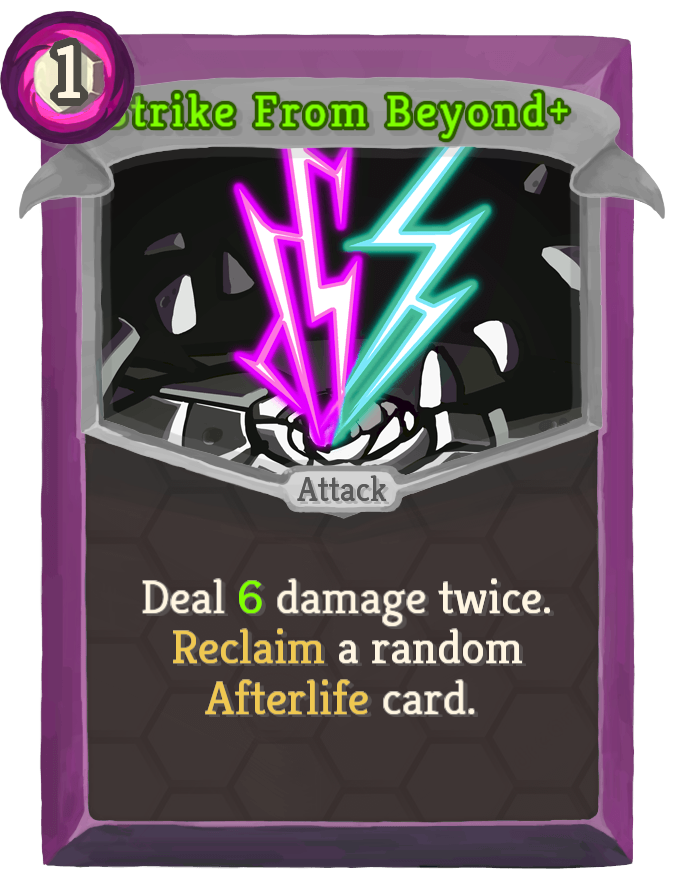 1
Strike From Beyond+
Attack
Deal 6 damage twice.
Reclaim a random
Afterlife card.